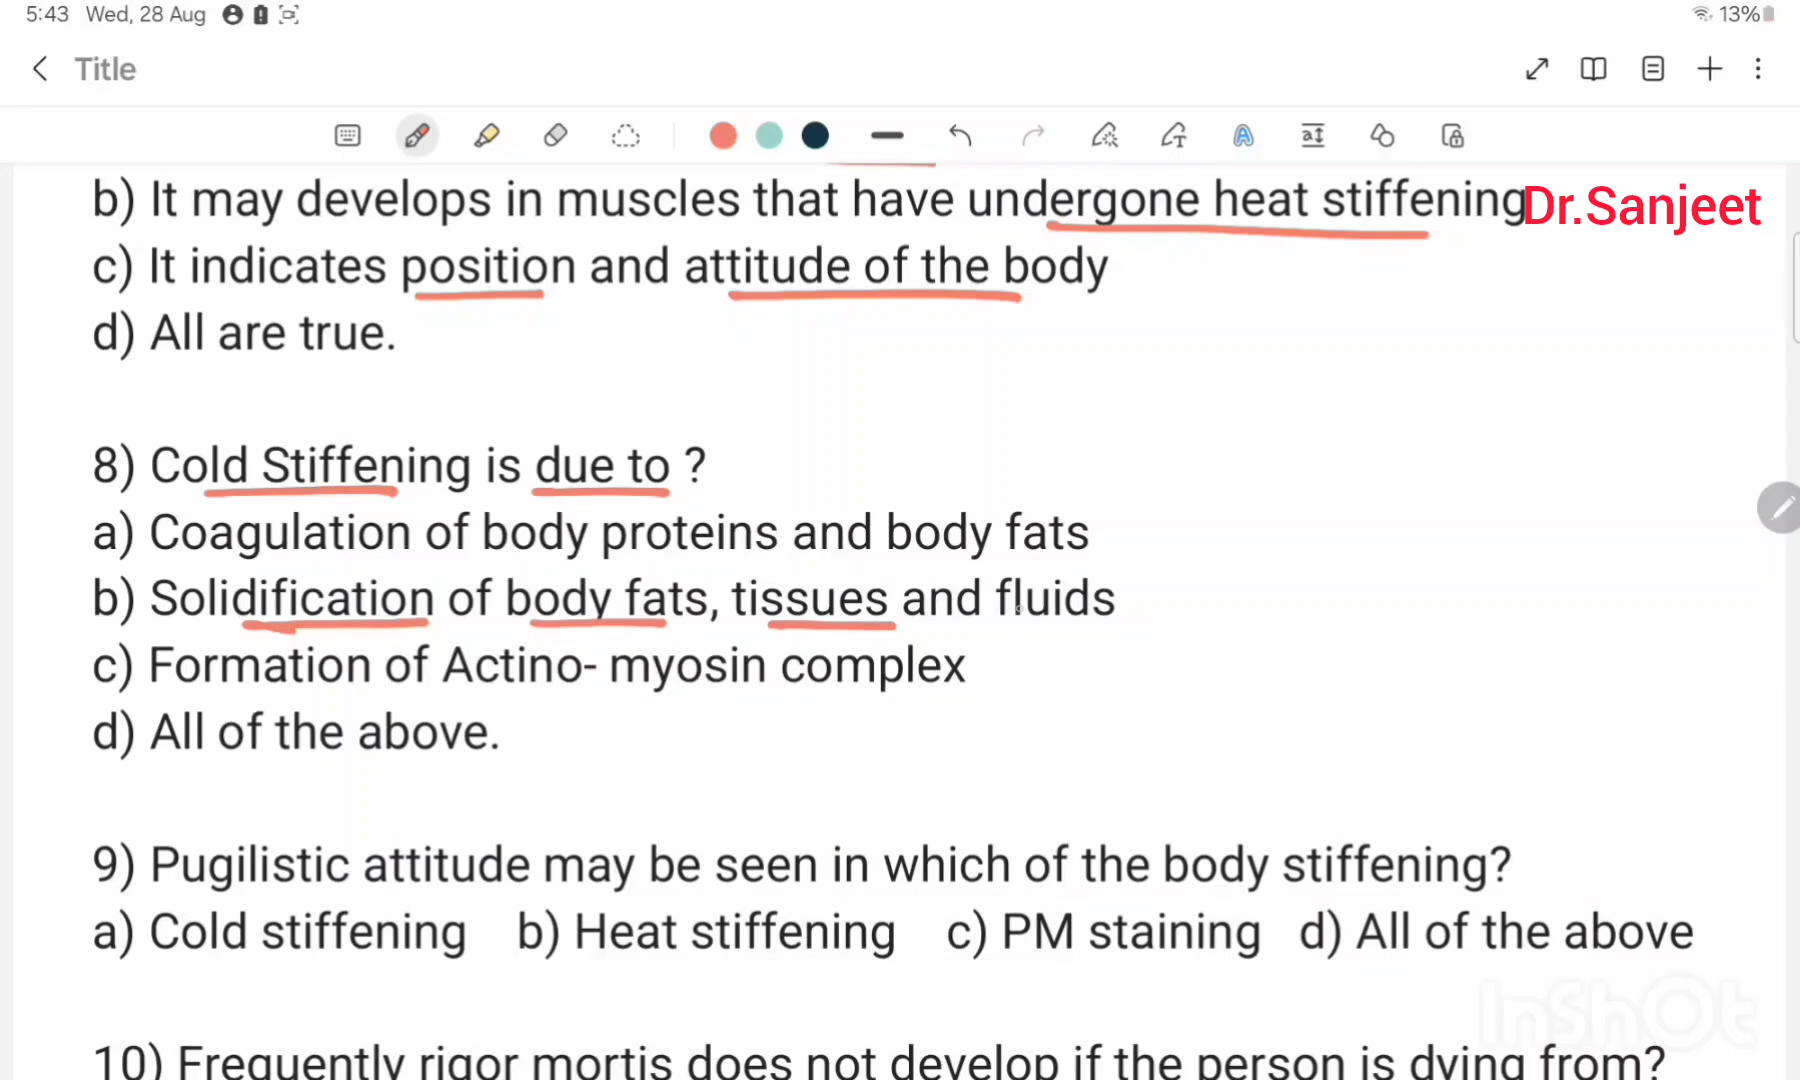 5:43 Wed, 28 Aug 13%
Title
b) It may develops in muscles that have undergone heat stiffening Dr.Sanjeet
c) It indicates position and attitude of the body
d) All are true.
8) Cold Stiffening is due to ?
a) Coagulation of body proteins and body fats
b) Solidification of body fats, tissues and fluids
c) Formation of Actino- myosin complex
d) All of the above.
9) Pugilistic attitude may be seen in which of the body stiffening?
a) Cold stiffening b) Heat stiffening c) PM staining d) All of the above
InShOt
10) Frequently rigor mortis does not develop if the person is dying from?